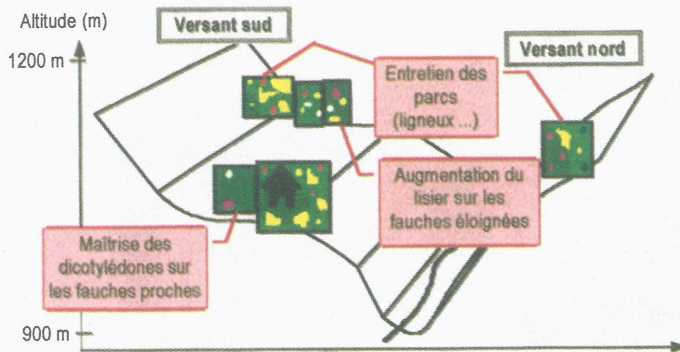 Altitude (m)
Versant sud
1200 m
Versant nord
Entretien des
parcs
(ligneux ...)
Augmentation du
lisier sur les
fauches éloignées
Maîtrise des
dicotylédones sur
les fauches proches
900 m